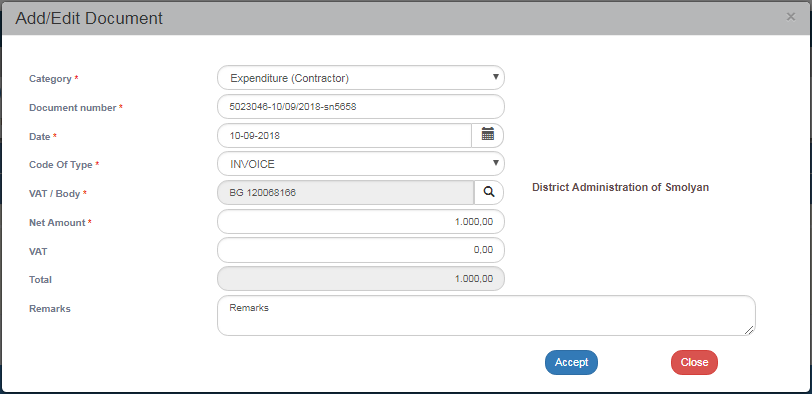 Add/Edit Document ×
Category * Expenditure (Contractor)
Document number * 5023046-10/09/2018-sn5658
Date * 10-09-2018
Code Of Type * INVOICE
VAT / Body * BG 120068166 District Administration of Smolyan
Net Amount * 1.000,00
VAT 0,00
Total 1.000,00
Remarks Remarks
Accept Close